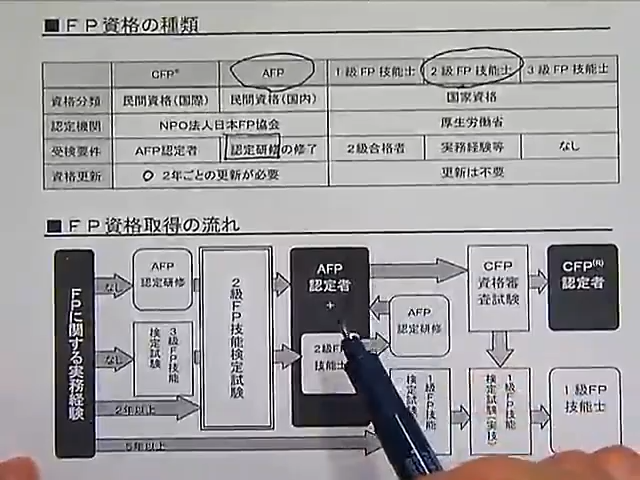 ■ＦＰ資格の種類
CFP® AFP 1級FP技能士 2級FP技能士 3級FP技能士
資格分類 民間資格(国際) 民間資格(国内) 国家資格
認定機関 NPO法人日本FP協会 厚生労働省
受検要件 AFP認定者 認定研修の修了 2級合格者 実務経験等 なし
資格更新 2年ごとの更新が必要 更新は不要
■ＦＰ資格取得の流れ
FPに関する実務経験
なし
AFP
認定研修
なし
3級FP技能
検定試験
2年以上
5年以上
2級FP技能検定試験
AFP
認定者
+
2級FP
技能士
AFP
認定研修
1級FP技能
検定試験
CFP
資格審
査試験
CFP(R)
認定者
1級FP技能
検定試験(実技)
1級FP
技能士